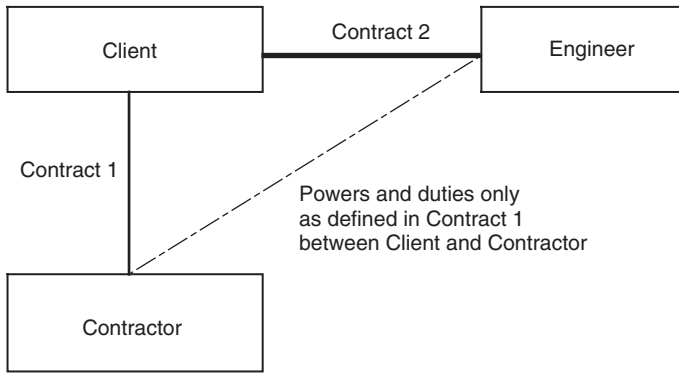 Contract 2
Client
Engineer
Contract 1
Powers and duties only
as defined in Contract 1
between Client and Contractor
Contractor